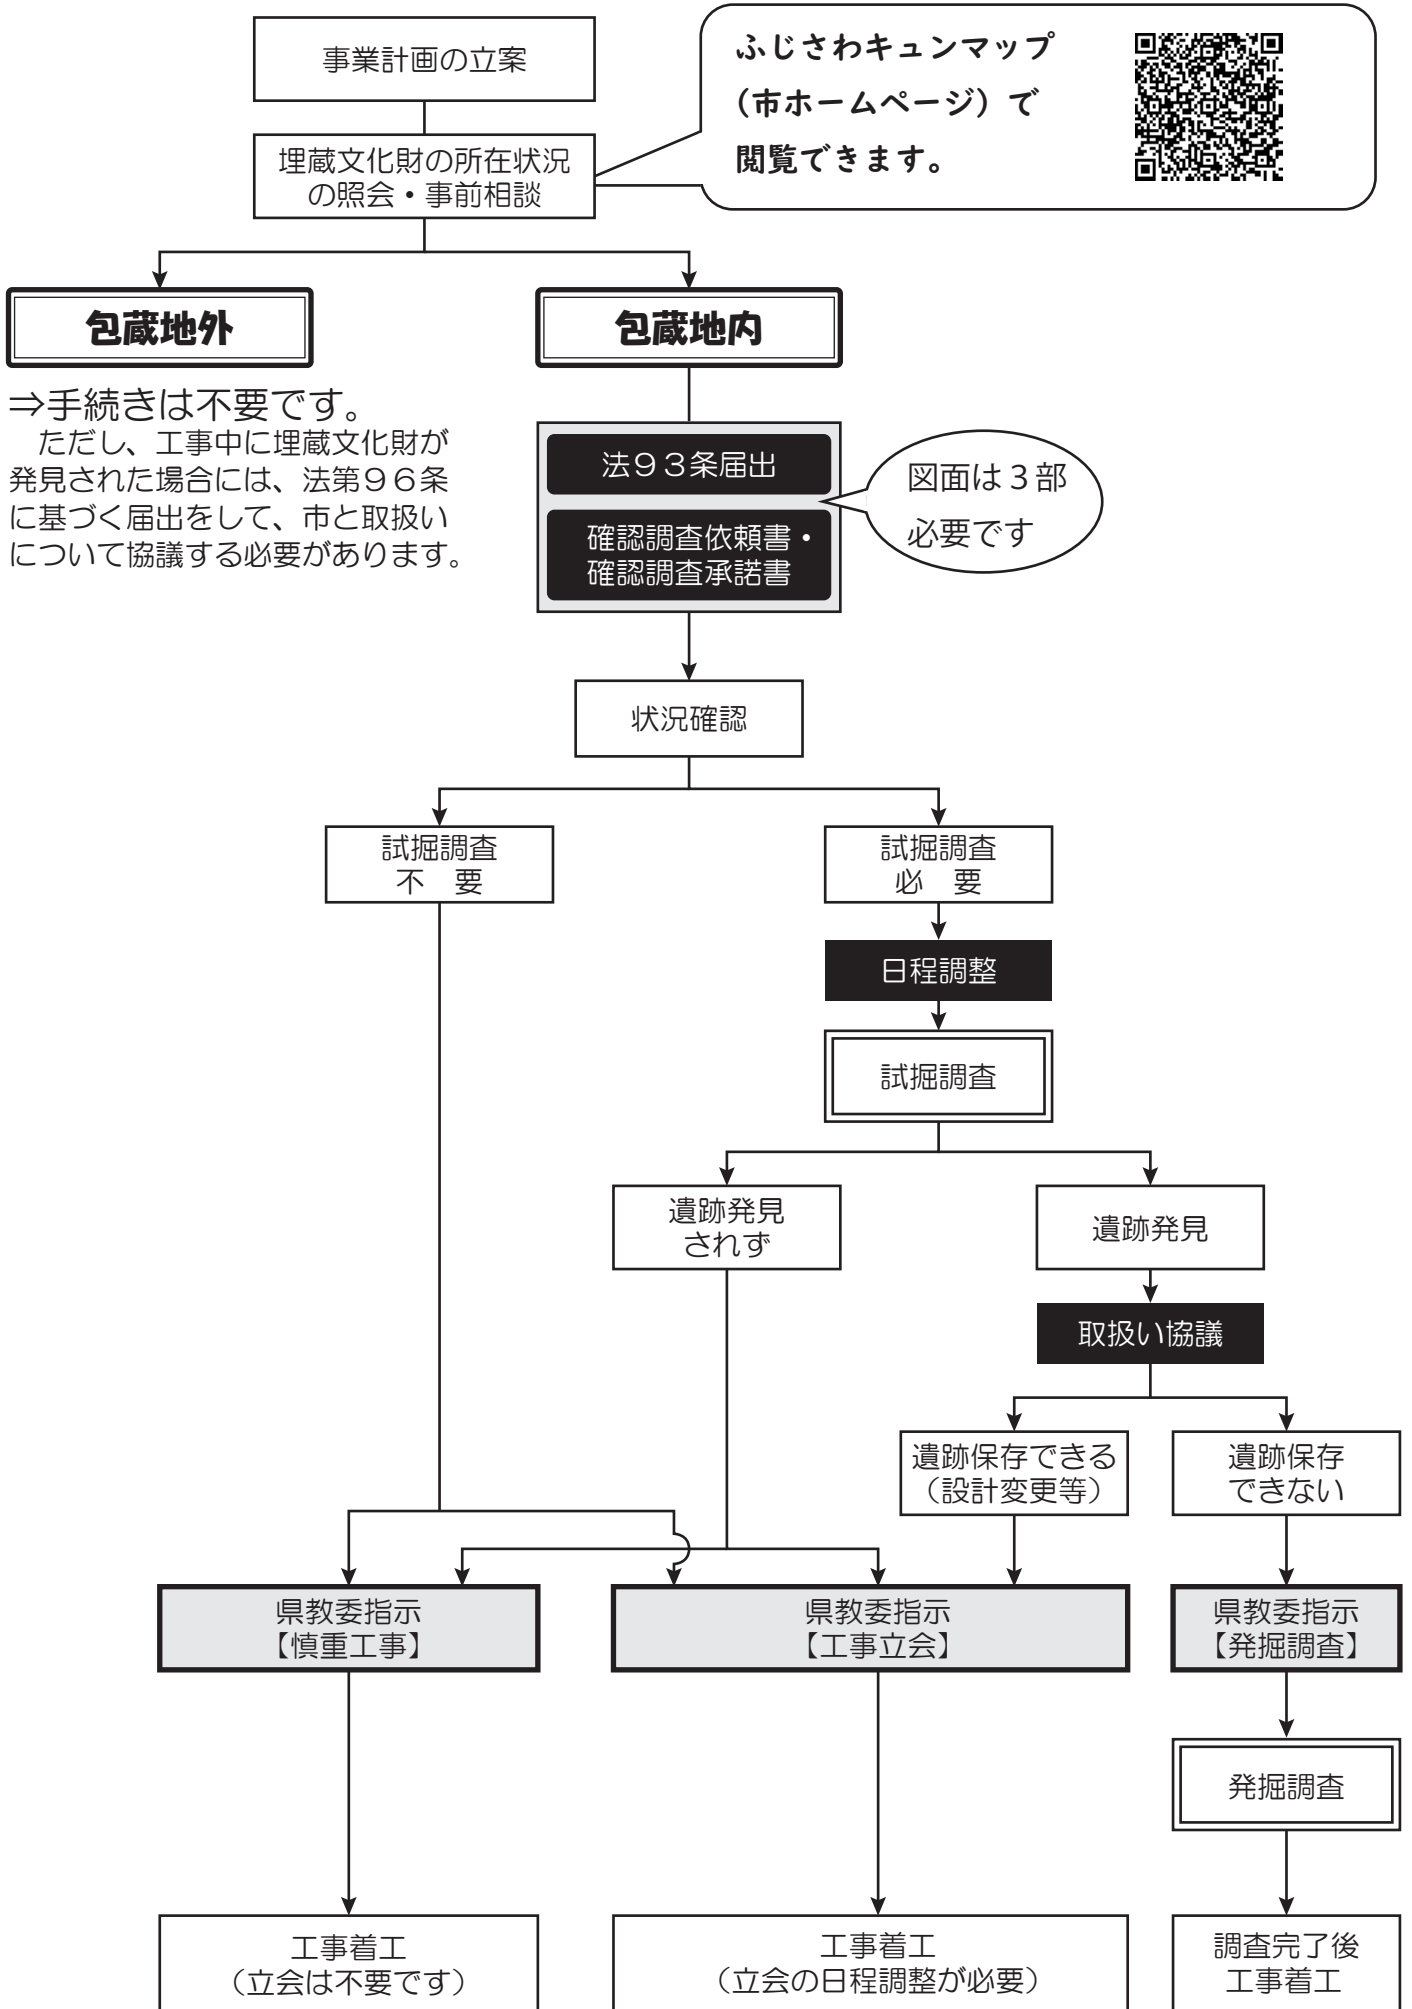 事業計画の立案
ふじさわキュンマップ
(市ホームページ)で
閲覧できます。
埋蔵文化財の所在状況
の照会・事前相談
包蔵地外
包蔵地内
⇒手続きは不要です。
ただし、工事中に埋蔵文化財が
発見された場合には、法第96条
に基づく届出をして、市と取扱い
について協議する必要があります。
法93条届出
確認調査依頼書・
確認調査承諾書
図面は3部
必要です
状況確認
試掘調査
不 要
試掘調査
必 要
日程調整
試掘調査
遺跡発見
されず
遺跡発見
取扱い協議
遺跡保存できる
(設計変更等)
遺跡保存
できない
県教委指示
【慎重工事】
県教委指示
【工事立会】
県教委指示
【発掘調査】
発掘調査
工事着工
(立会は不要です)
工事着工
(立会の日程調整が必要)
調査完了後
工事着工